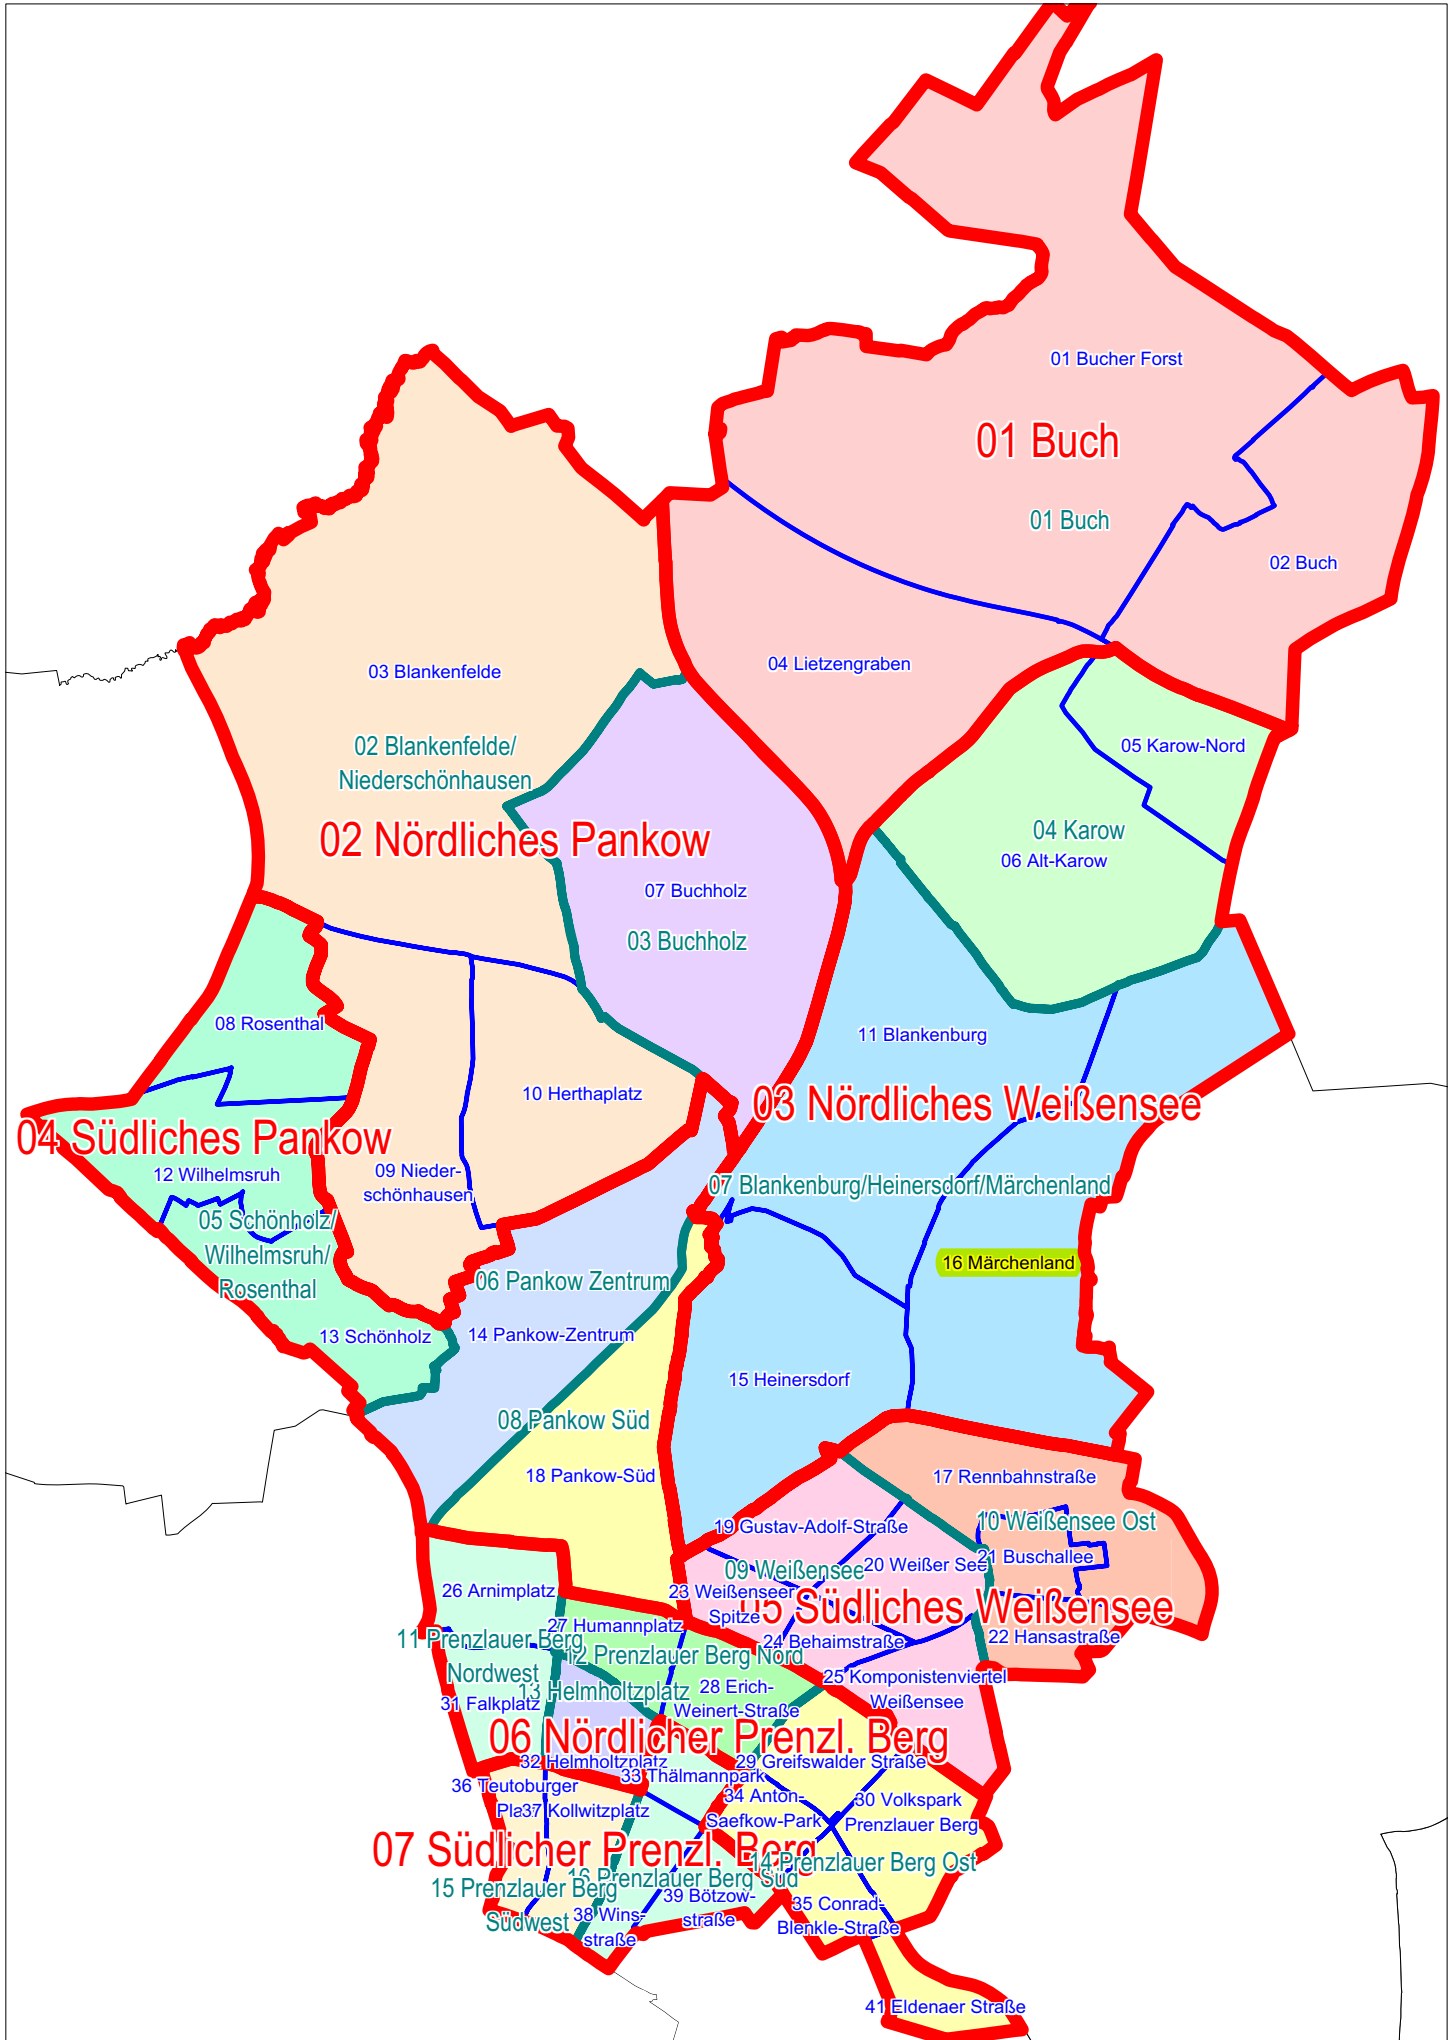 01 Bucher Forst
01 Buch
01 Buch
02 Buch
04 Lietzengraben
03 Blankenfelde
02 Blankenfelde/
Niederschönhausen
02 Nördliches Pankow
05 Karow-Nord
04 Karow
06 Alt-Karow
07 Buchholz
03 Buchholz
08 Rosenthal
11 Blankenburg
10 Herthaplatz
03 Nördliches Weißensee
04 Südliches Pankow
12 Wilhelmsruh
09 Nieder-
schönhausen
07 Blankenburg/Heinersdorf/Märchenland
05 Schönholz/
Wilhelmsruh/
Rosenthal
16 Märchenland
06 Pankow Zentrum
13 Schönholz
14 Pankow-Zentrum
15 Heinersdorf
08 Pankow Süd
18 Pankow-Süd
17 Rennbahnstraße
19 Gustav-Adolf-Straße
10 Weißensee Ost
21 Buschallee
20 Weißer See
09 Weißensee
23 Weißenseer
Spitze
05 Südliches Weißensee
26 Arnimplatz
27 Humannplatz
24 Behaimstraße
22 Hansastraße
11 Prenzlauer Berg
Nordwest
12 Prenzlauer Berg Nord
25 Komponistenviertel
Weißensee
13 Helmholtzplatz
28 Erich-
Weinert-Straße
31 Falkplatz
06 Nördlicher Prenzl. Berg
32 Helmholtzplatz
29 Greifswalder Straße
33 Thälmannpark
36 Teutoburger
Platz
37 Kollwitzplatz
34 Anton-
Saefkow-Park
30 Volkspark
Prenzlauer Berg
07 Südlicher Prenzl. Berg
14 Prenzlauer Berg Ost
16 Prenzlauer Berg Süd
15 Prenzlauer Berg
Südwest
39 Bötzow-
straße
38 Wins-
straße
35 Conrad-
Blenkle-Straße
41 Eldenaer Straße